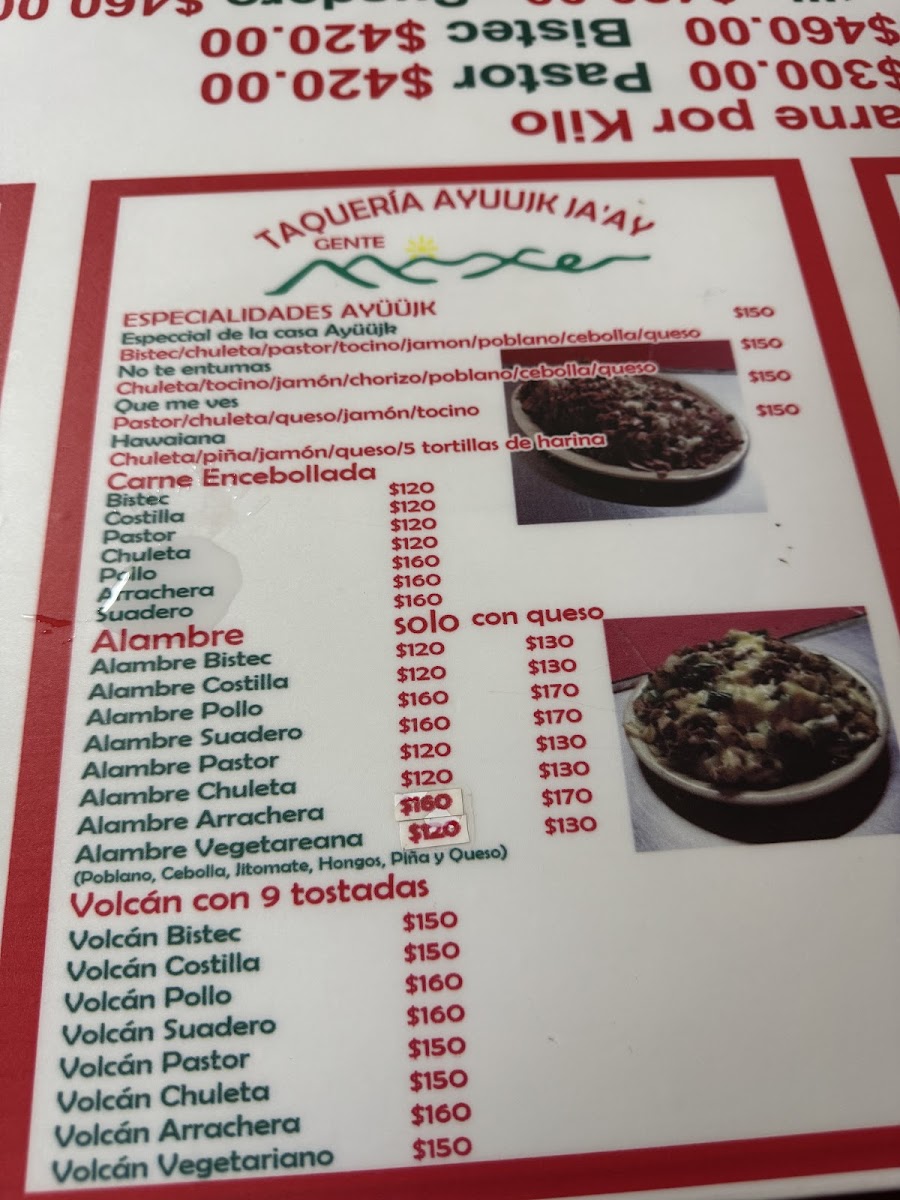 $460.00
$460.00 Bistec $420.00
$300.00 Pastor $420.00
arne por Kilo
TAQUERÍA AYUUJK JA'AY
GENTE
ESPECIALIDADES AYÜÜJK
Especcial de la casa Ayüüjk $150
Bistec/chuleta/pastor/tocino/jamon/poblano/cebolla/queso
No te entumas $150
Chuleta/tocino/jamón/chorizo/poblano/cebolla/queso
Que me ves $150
Pastor/chuleta/queso/jamón/tocino
Hawaiana $150
Chuleta/piña/jamón/queso/5 tortillas de harina
Carne Encebollada
Bistec $120
Costilla $120
Pastor $120
Chuleta $120
Pollo $160
Arrachera $160
Suadero $160
Alambre solo con queso
Alambre Bistec $120 $130
Alambre Costilla $120 $130
Alambre Pollo $160 $170
Alambre Suadero $160 $170
Alambre Pastor $120 $130
Alambre Chuleta $120 $130
Alambre Arrachera $160 $170
Alambre Vegetareana $120 $130
(Poblano, Cebolla, Jitomate, Hongos, Piña y Queso)
Volcán con 9 tostadas
Volcán Bistec $150
Volcán Costilla $150
Volcán Pollo $160
Volcán Suadero $160
Volcán Pastor $150
Volcán Chuleta $150
Volcán Arrachera $160
Volcán Vegetariano $150